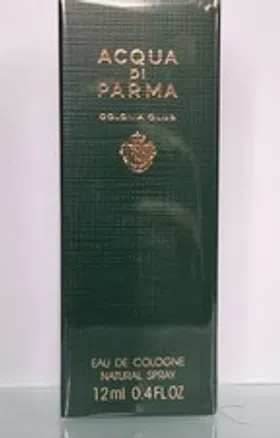 ACQUA
DI
PARMA
COLONIA CLUB
EAU DE COLOGNE
NATURAL SPRAY
12ml 0.4FLOZ